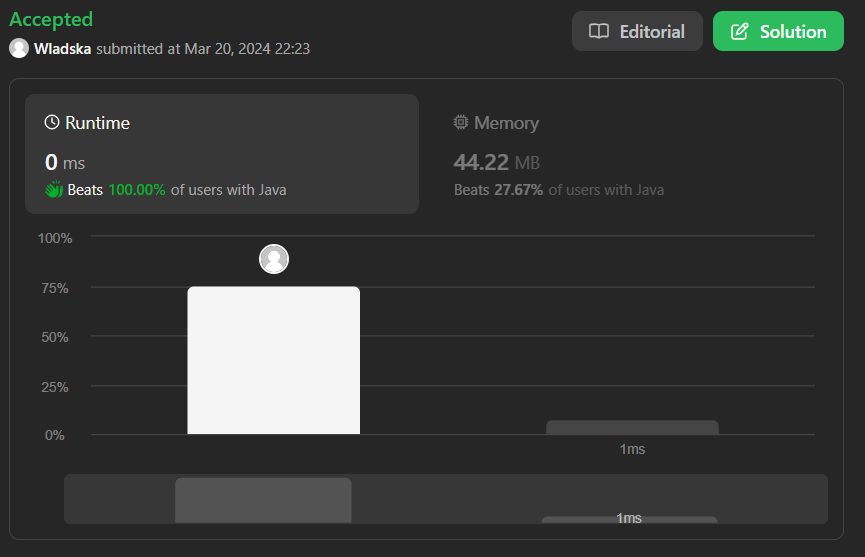 Accepted
Wladska submitted at Mar 20, 2024 22:23
Editorial
Solution
Runtime
0 ms
Beats 100.00% of users with Java
Memory
44.22 MB
Beats 27.67% of users with Java
100%
75%
50%
25%
0%
1ms
1ms